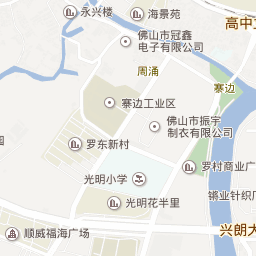 永兴楼
海景苑
高中
佛山市冠鑫
电子有限公司
周涌
寨边
寨边工业区
佛山市振宇
制衣有限公司
罗东新村
罗村商业广
光明小学
光明花半里
锵业针织厂
顺威福海广场
兴朗大
园